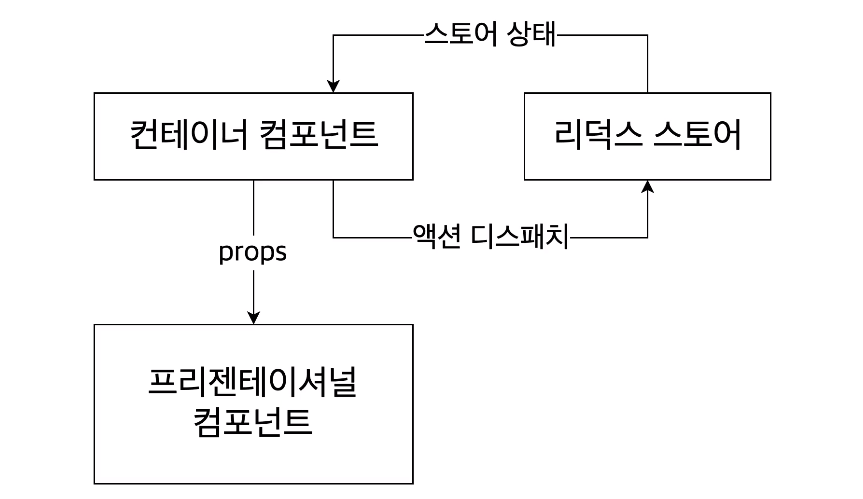 스토어 상태
컨테이너 컴포넌트
리덕스 스토어
액션 디스패치
props
프리젠테이셔널
컴포넌트